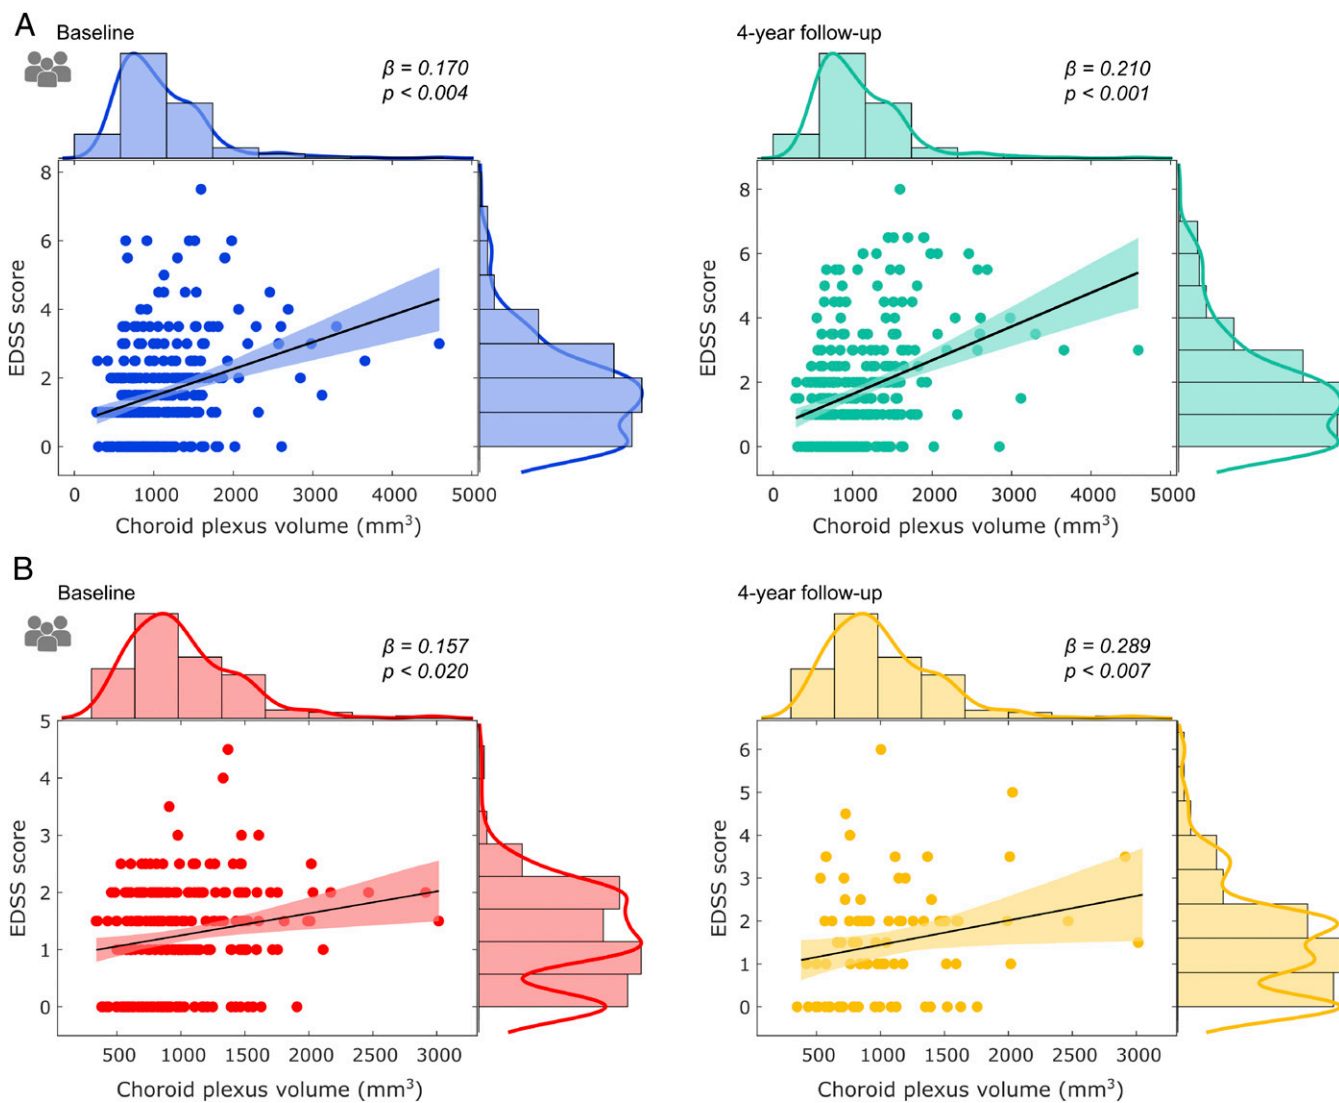 A
Baseline
β = 0.170
p < 0.004
8
6
4
2
0
EDSS score
0 1000 2000 3000 4000 5000
Choroid plexus volume (mm³)
4-year follow-up
β = 0.210
p < 0.001
8
6
4
2
0
EDSS score
0 1000 2000 3000 4000 5000
Choroid plexus volume (mm³)
B
Baseline
β = 0.157
p < 0.020
5
4
3
2
1
0
EDSS score
500 1000 1500 2000 2500 3000
Choroid plexus volume (mm³)
4-year follow-up
β = 0.289
p < 0.007
6
5
4
3
2
1
0
EDSS score
500 1000 1500 2000 2500 3000
Choroid plexus volume (mm³)